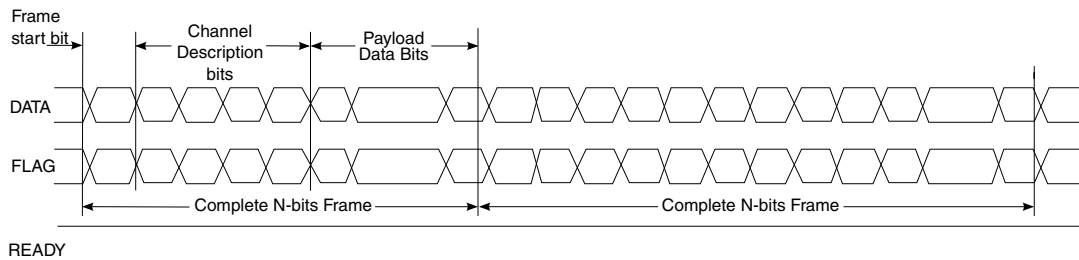 Frame
start bit
Channel
Description
bits
Payload
Data Bits
DATA
FLAG
Complete N-bits Frame
Complete N-bits Frame
READY